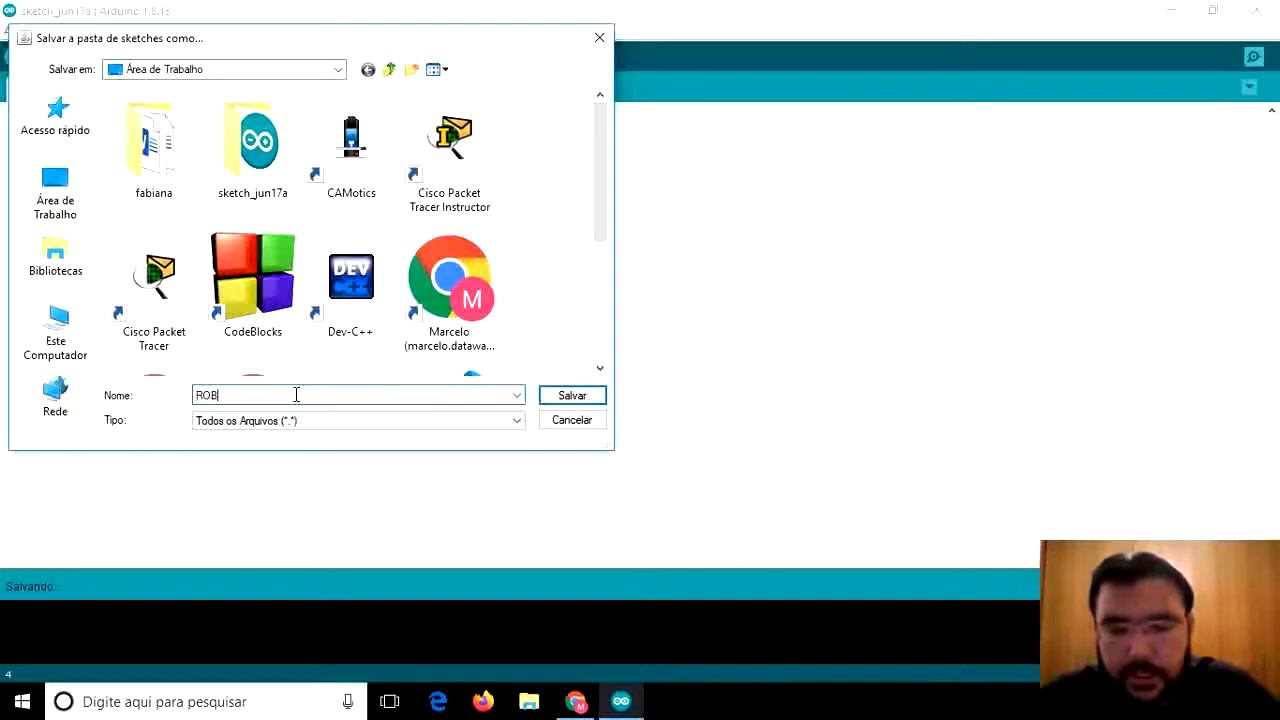 sketch_jun17a | Arduino 1.8.13
Salvar a pasta de sketches como...
Salvar em:
Área de Trabalho
Acesso rápido
Área de
Trabalho
Bibliotecas
Este
Computador
Rede
fabiana
sketch_jun17a
CAMotics
Cisco Packet
Tracer Instructor
Cisco Packet
Tracer
CodeBlocks
DEV
C++
Dev-C++
M
Marcelo
(marcelo.datawa...
Nome:
ROB
Salvar
Tipo:
Todos os Arquivos (*.*)
Cancelar
Salvando...
4
Digite aqui para pesquisar